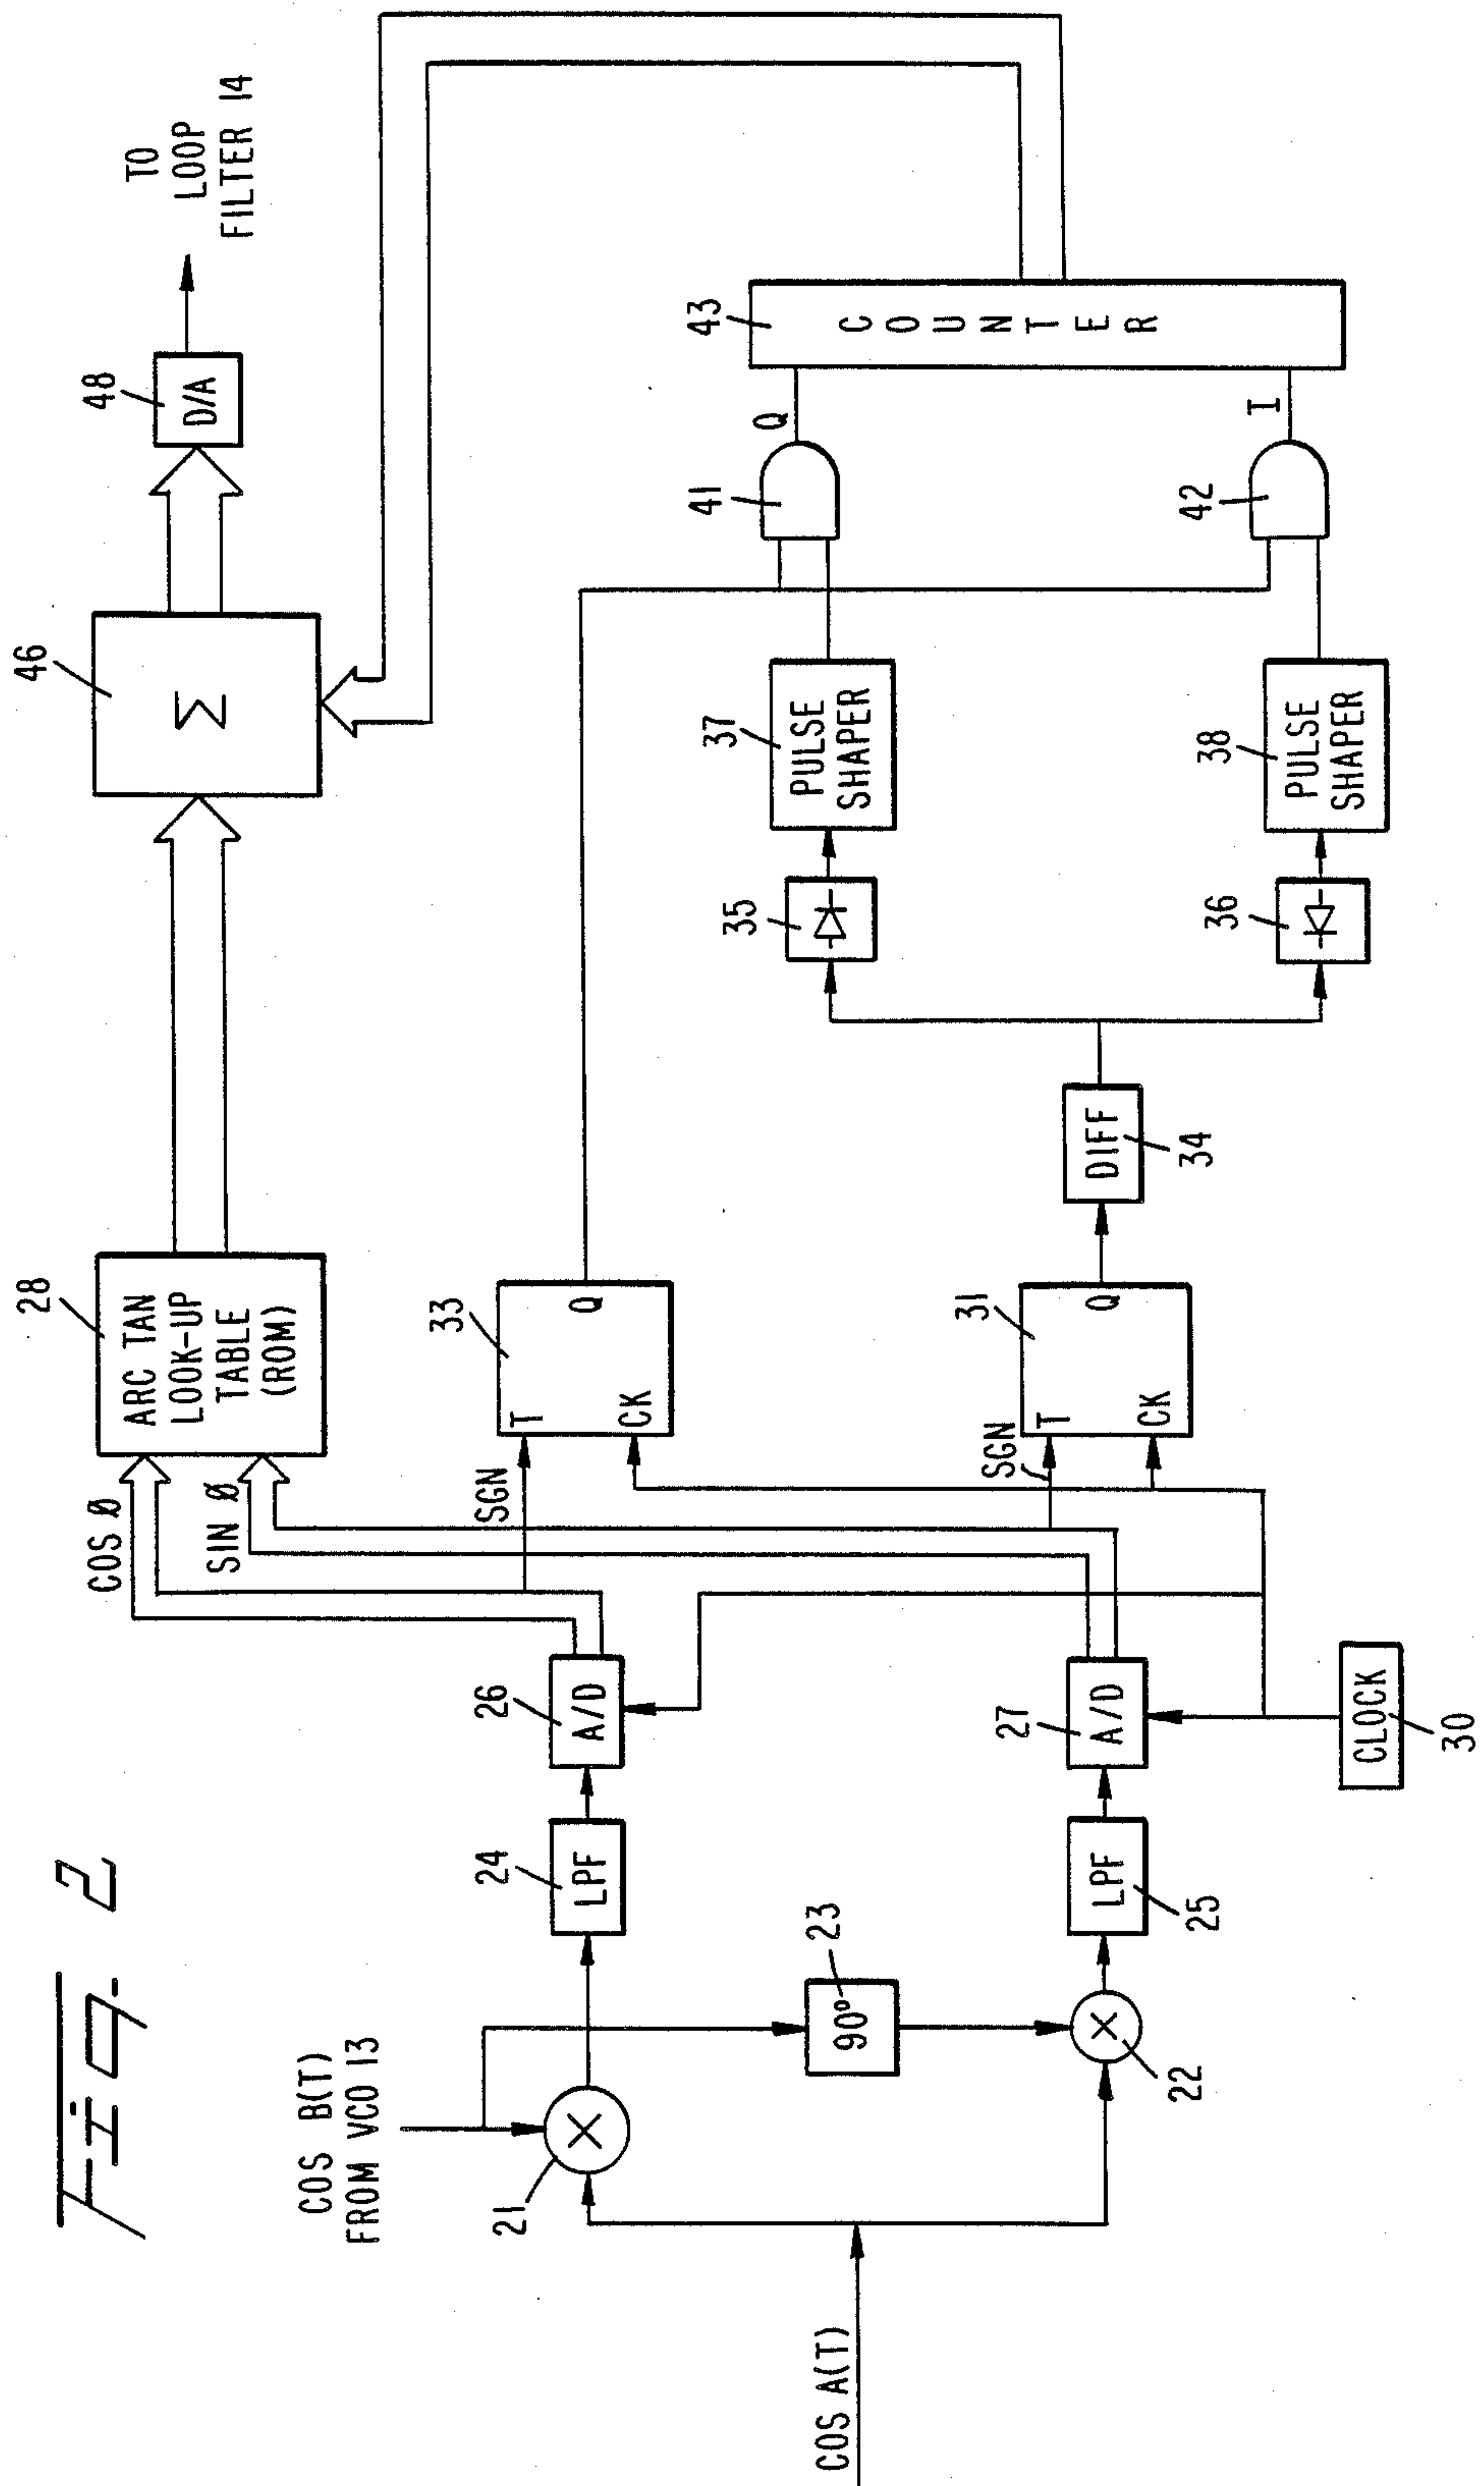 Fig. 2
COS B(T)
FROM VCO 13
COS A(T)
21
22
23
90°
24
LPF
25
LPF
26
A/D
27
A/D
CLOCK
30
COS Ø
SIN Ø
SGN
SGN
28
ARC TAN
LOOK-UP
TABLE
(ROM)
33
T
CK
Q
31
T
CK
Q
DIFF
34
35
36
37
PULSE
SHAPER
38
PULSE
SHAPER
41
Q
42
I
43
COUNTER
46
Σ
48
D/A
TO
LOOP
FILTER 14